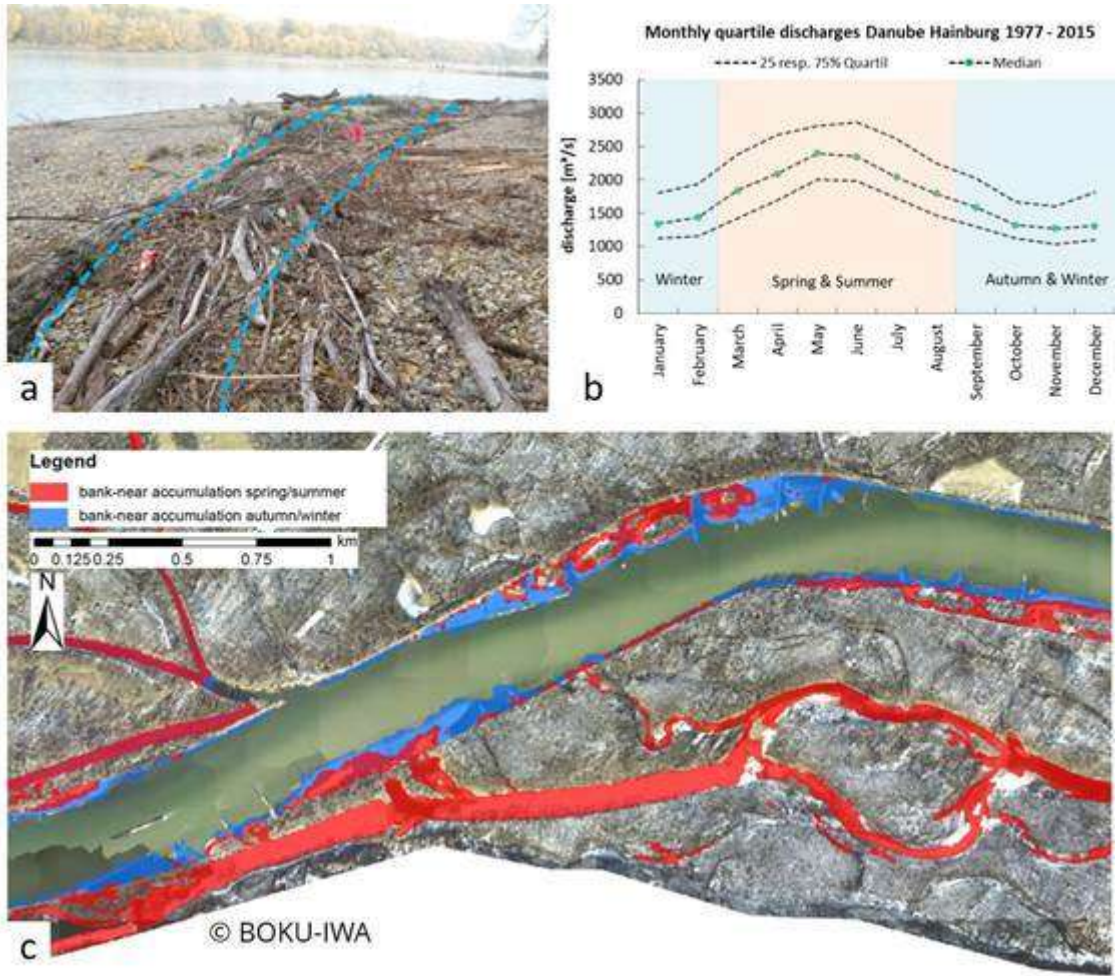 a
Monthly quartile discharges Danube Hainburg 1977 - 2015
25 resp. 75% Quartil
Median
discharge [m³/s]
3500
3000
2500
2000
1500
1000
500
0
Winter
Spring & Summer
Autumn & Winter
January
February
March
April
May
June
July
August
September
October
November
December
b
Legend
bank-near accumulation spring/summer
bank-near accumulation autumn/winter
km
0 0.125 0.25 0.5 0.75 1
N
c
© BOKU-IWA